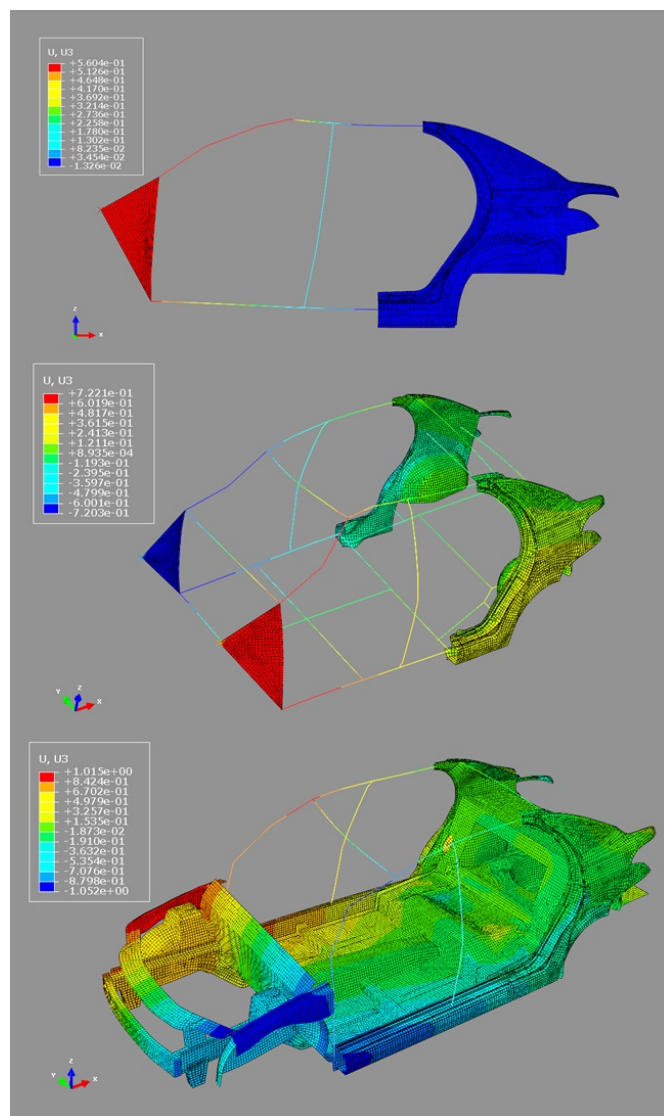 U, U3
+5.604e-01
+5.126e-01
+4.648e-01
+4.170e-01
+3.692e-01
+3.214e-01
+2.736e-01
+2.258e-01
+1.780e-01
+1.302e-01
+8.235e-02
+3.454e-02
-1.326e-02
Z
X
U, U3
+7.221e-01
+6.019e-01
+4.817e-01
+3.615e-01
+2.413e-01
+1.211e-01
+8.935e-04
-1.193e-01
-2.395e-01
-3.597e-01
-4.799e-01
-6.001e-01
-7.203e-01
Y
Z
X
U, U3
+1.015e+00
+8.424e-01
+6.702e-01
+4.979e-01
+3.257e-01
+1.535e-01
-1.873e-02
-1.910e-01
-3.632e-01
-5.354e-01
-7.076e-01
-8.798e-01
-1.052e+00
Z
Y
X